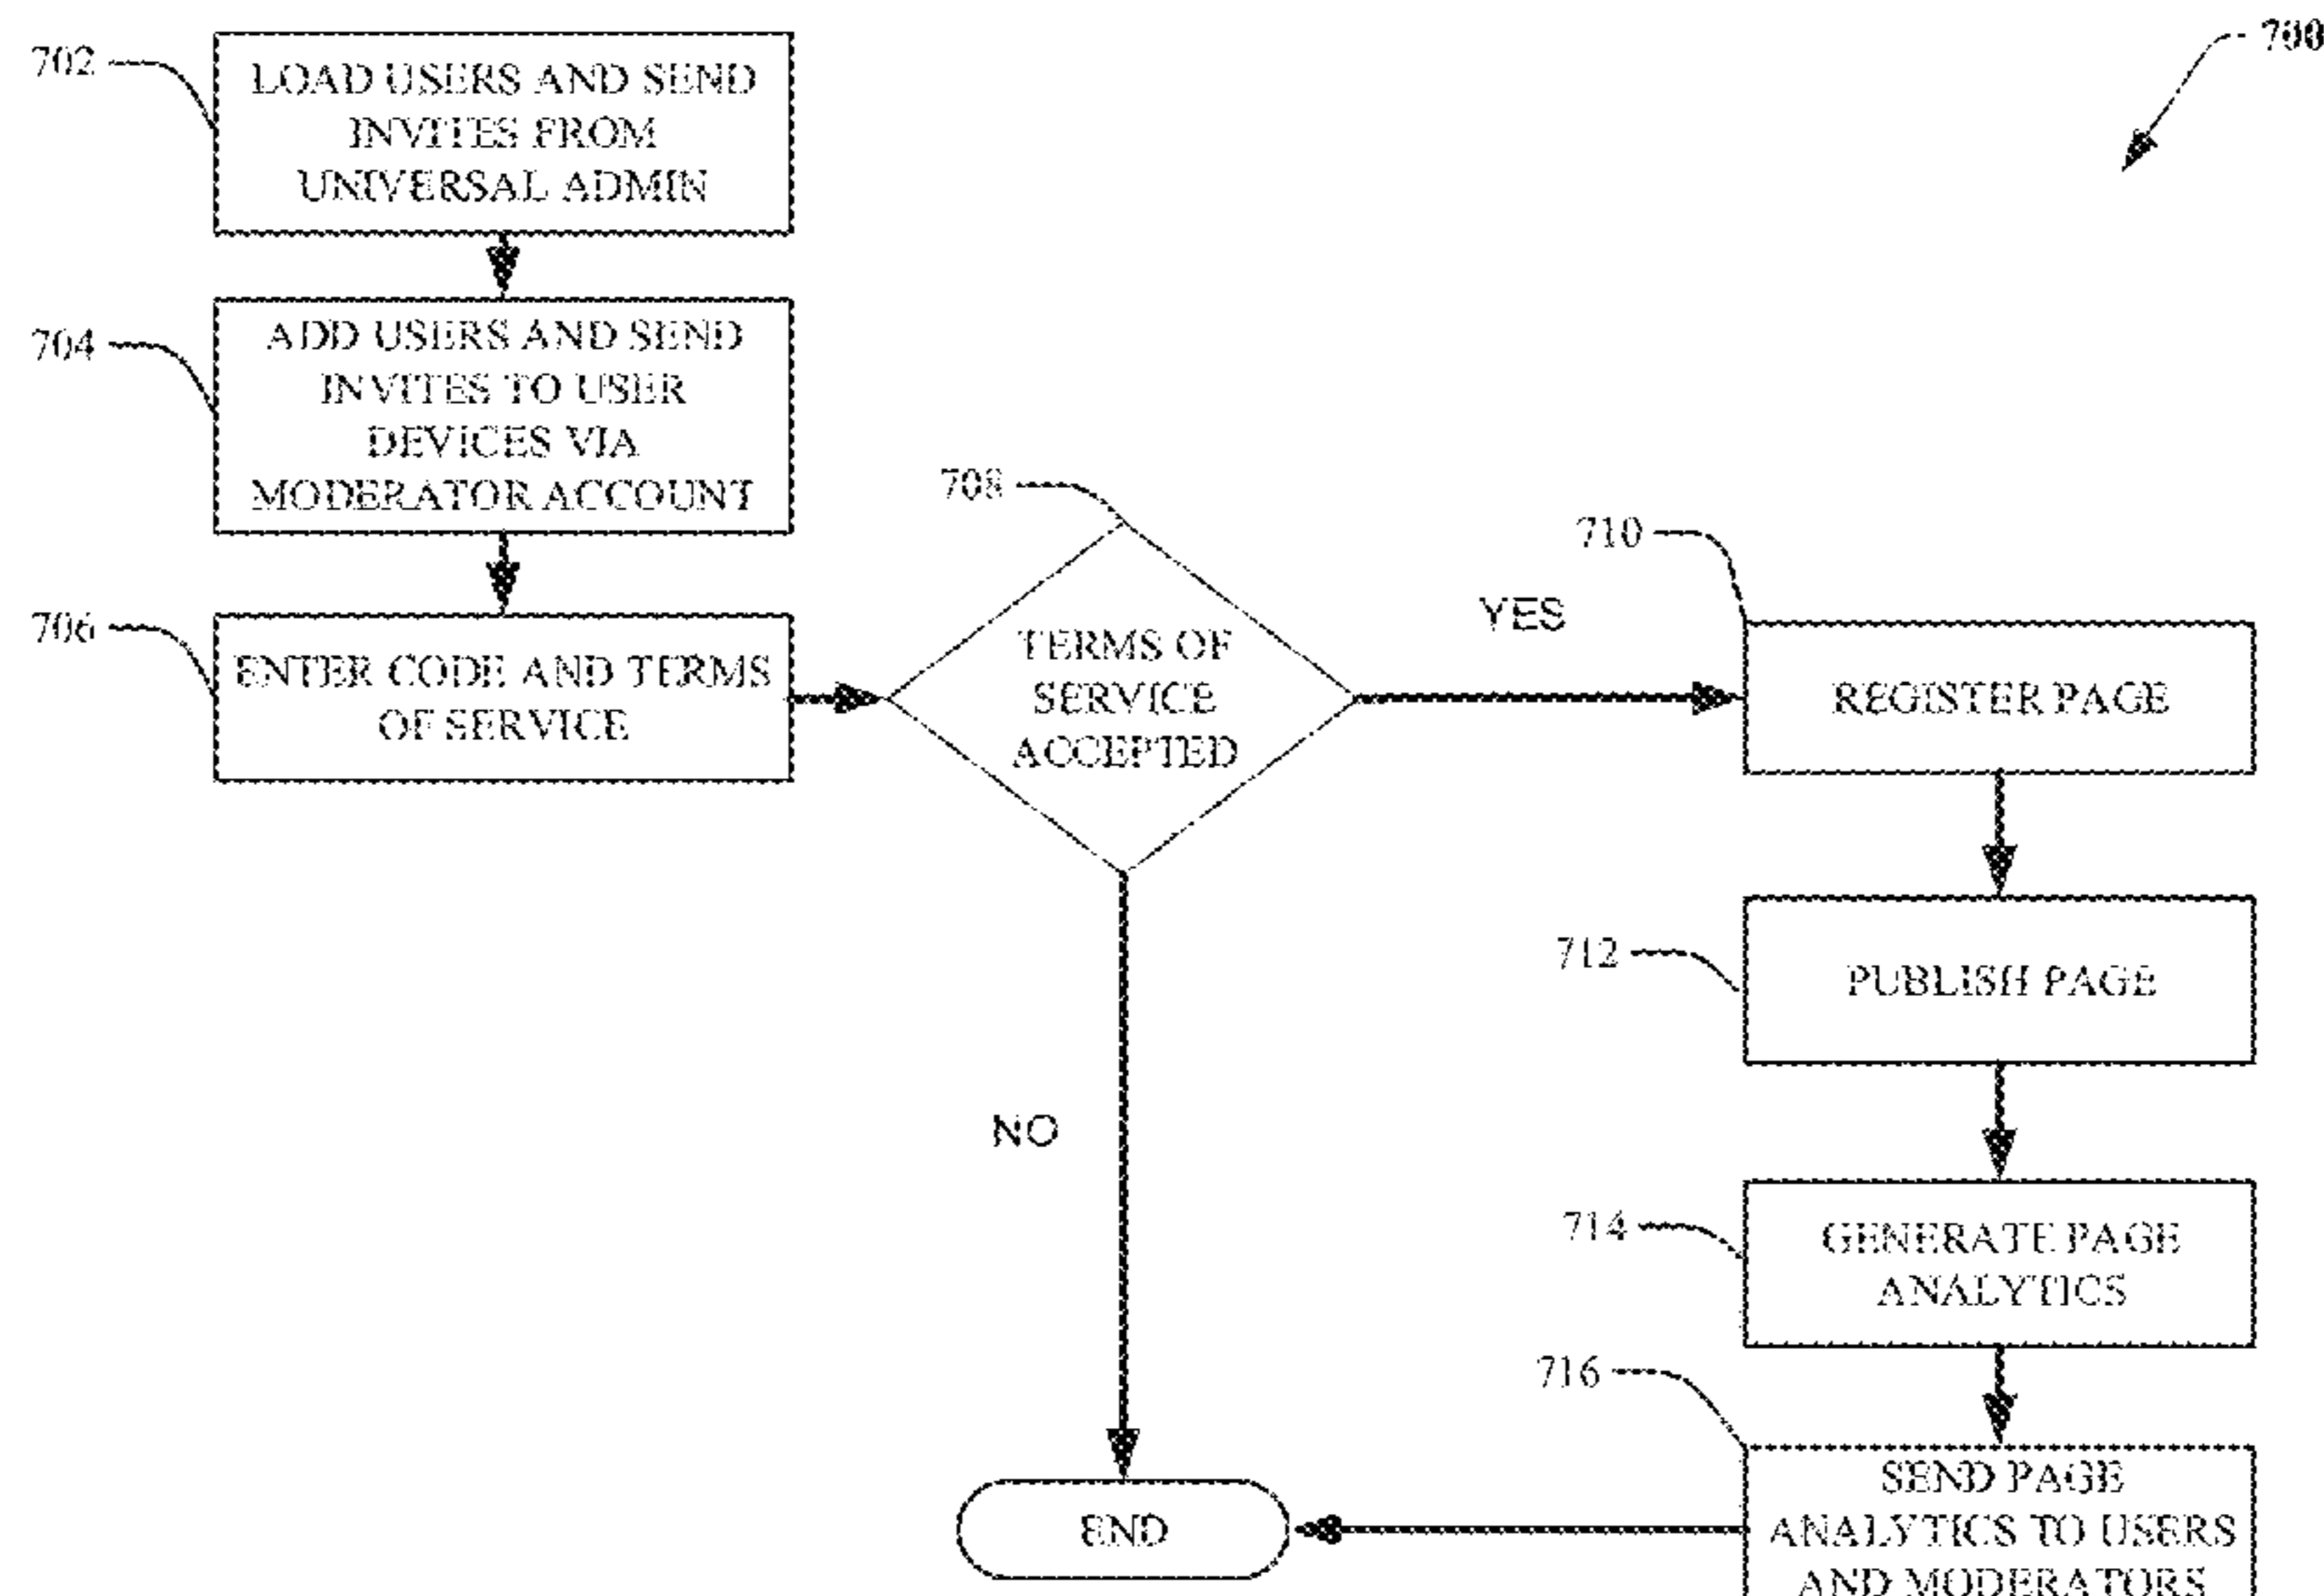 700
702
LOAD USERS AND SEND
INVITES FROM
UNIVERSAL ADMIN
704
ADD USERS AND SEND
INVITES TO USER
DEVICES VIA
MODERATOR ACCOUNT
706
ENTER CODE AND TERMS
OF SERVICE
708
TERMS OF
SERVICE
ACCEPTED
YES
710
REGISTER PAGE
712
PUBLISH PAGE
NO
714
GENERATE PAGE
ANALYTICS
716
SEND PAGE
ANALYTICS TO USERS
AND MODERATORS
END